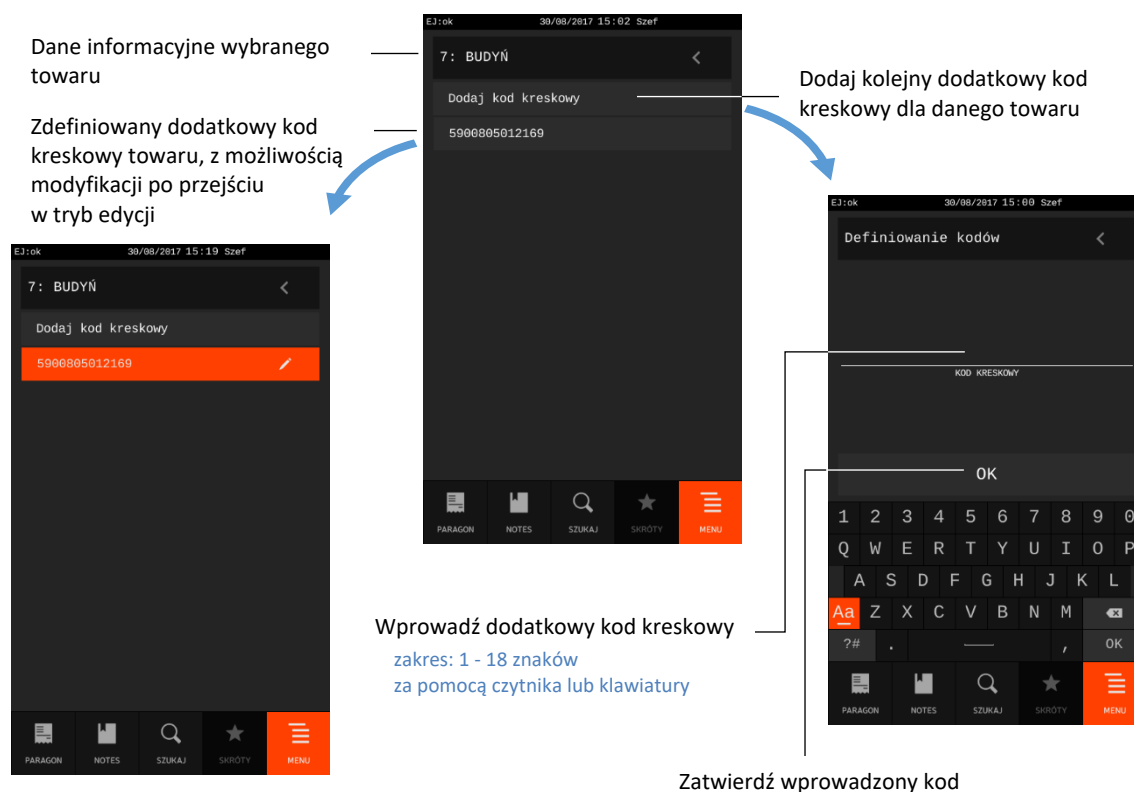 Dane informacyjne wybranego
towaru
Zdefiniowany dodatkowy kod
kreskowy towaru, z możliwością
modyfikacji po przejściu
w tryb edycji
EJ:ok 30/08/2017 15:02 Szef
7: BUDYŃ <
Dodaj kod kreskowy
5900805012169
PARAGON NOTES SZUKAJ SKRÓTY MENU
Dodaj kolejny dodatkowy kod
kreskowy dla danego towaru
EJ:ok 30/08/2017 15:19 Szef
7: BUDYŃ <
Dodaj kod kreskowy
5900805012169
PARAGON NOTES SZUKAJ SKRÓTY MENU
EJ:ok 30/08/2017 15:00 Szef
Definiowanie kodów <
KOD KRESKOWY
OK
1 2 3 4 5 6 7 8 9 0
Q W E R T Y U I O P
A S D F G H J K L
Aa Z X C V B N M
?# . , OK
PARAGON NOTES SZUKAJ SKRÓTY MENU
Wprowadź dodatkowy kod kreskowy
zakres: 1 - 18 znaków
za pomocą czytnika lub klawiatury
Zatwierdź wprowadzony kod